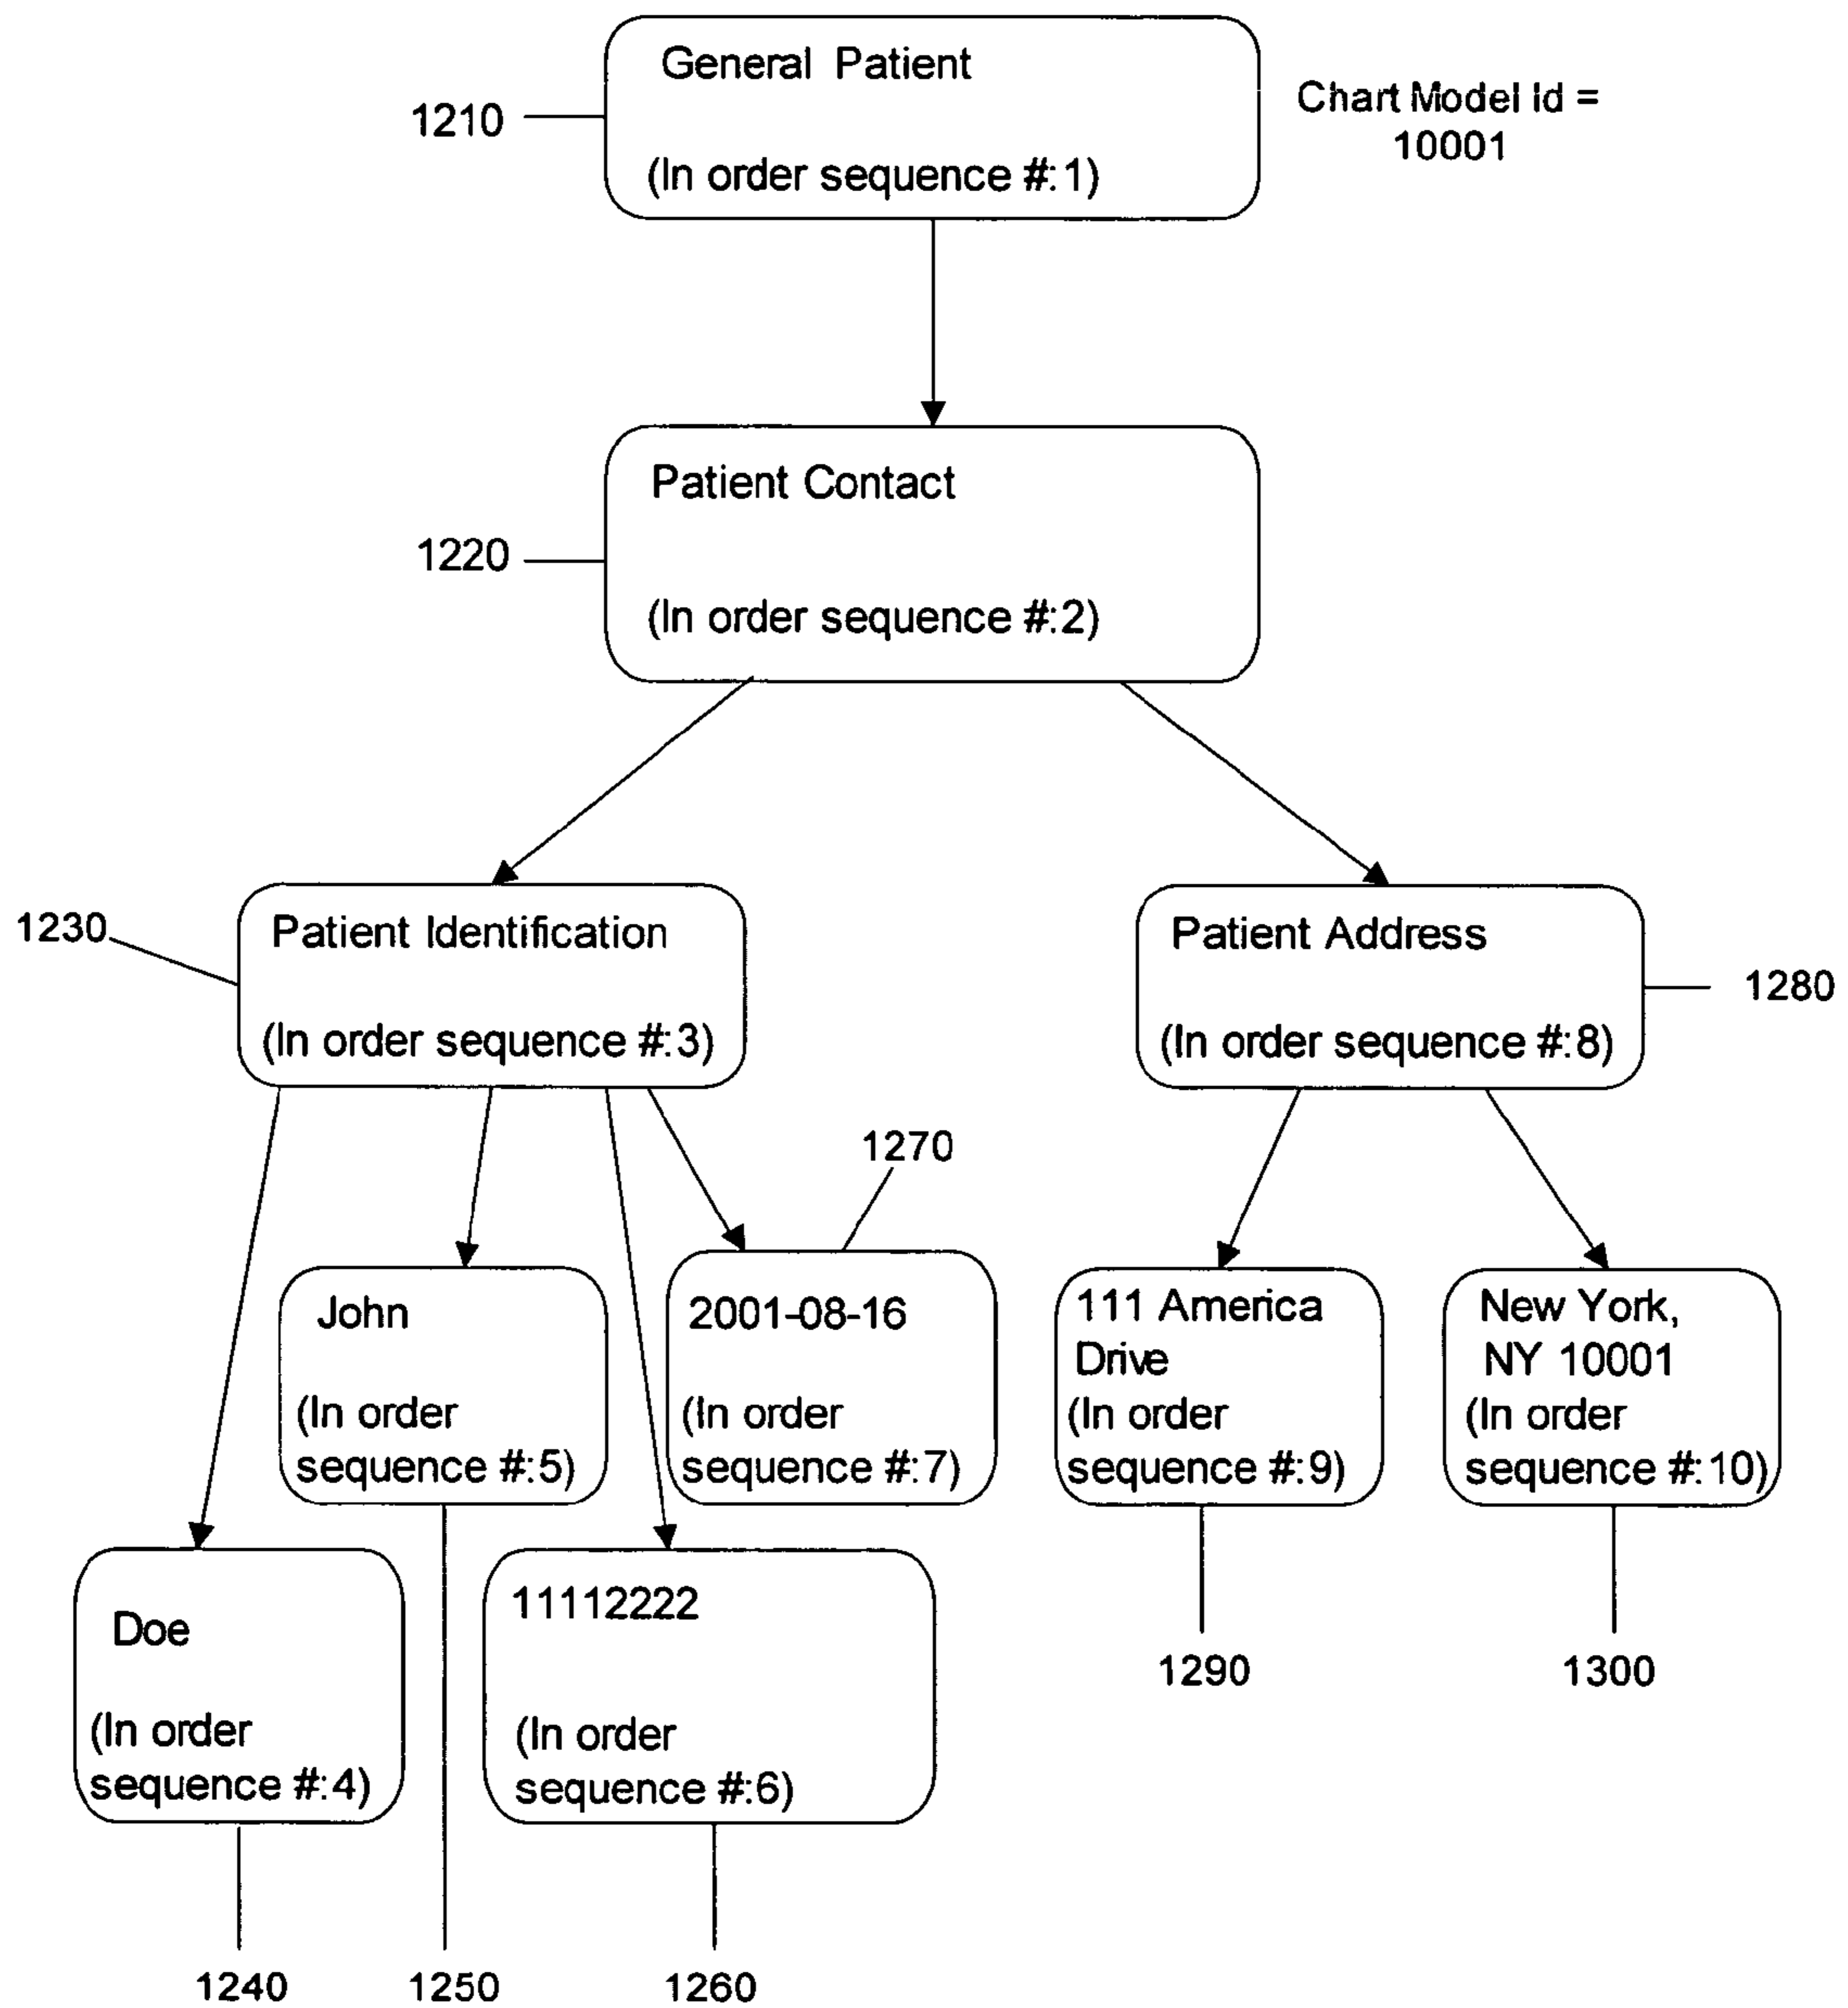 General Patient
1210
(In order sequence #:1)
Chart Model Id =
10001
Patient Contact
1220
(In order sequence #:2)
1230
Patient Identification
(In order sequence #:3)
Patient Address
1280
(In order sequence #:8)
1270
John
(In order
sequence #:5)
2001-08-16
(In order
sequence #:7)
111 America
Drive
(In order
sequence #:9)
New York,
NY 10001
(In order
sequence #:10)
Doe
(In order
sequence #:4)
11112222
(In order
sequence #:6)
1290
1300
1240
1250
1260